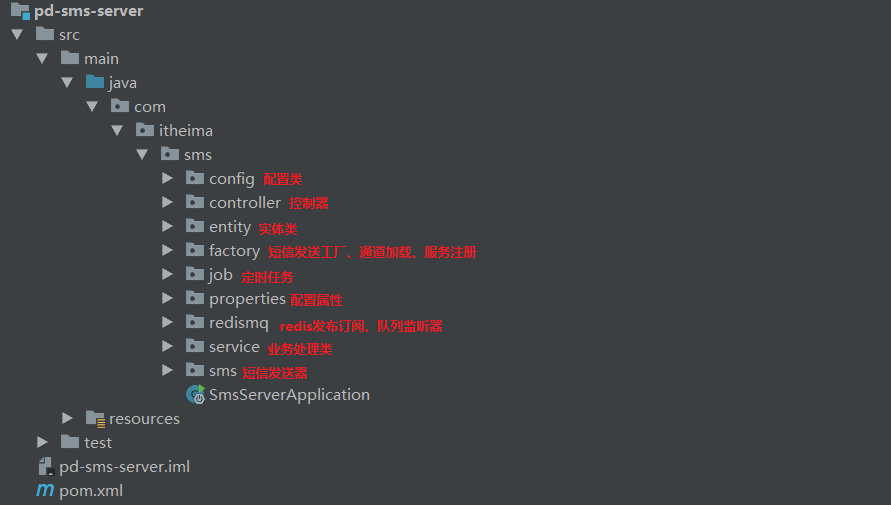 pd-sms-server
src
main
java
com
itheima
sms
config 配置类
controller 控制器
entity 实体类
factory 短信发送工厂、通道加载、服务注册
job 定时任务
properties 配置属性
redismq redis发布订阅、队列监听器
service 业务处理类
sms 短信发送器
SmsServerApplication
resources
test
pd-sms-server.iml
pom.xml